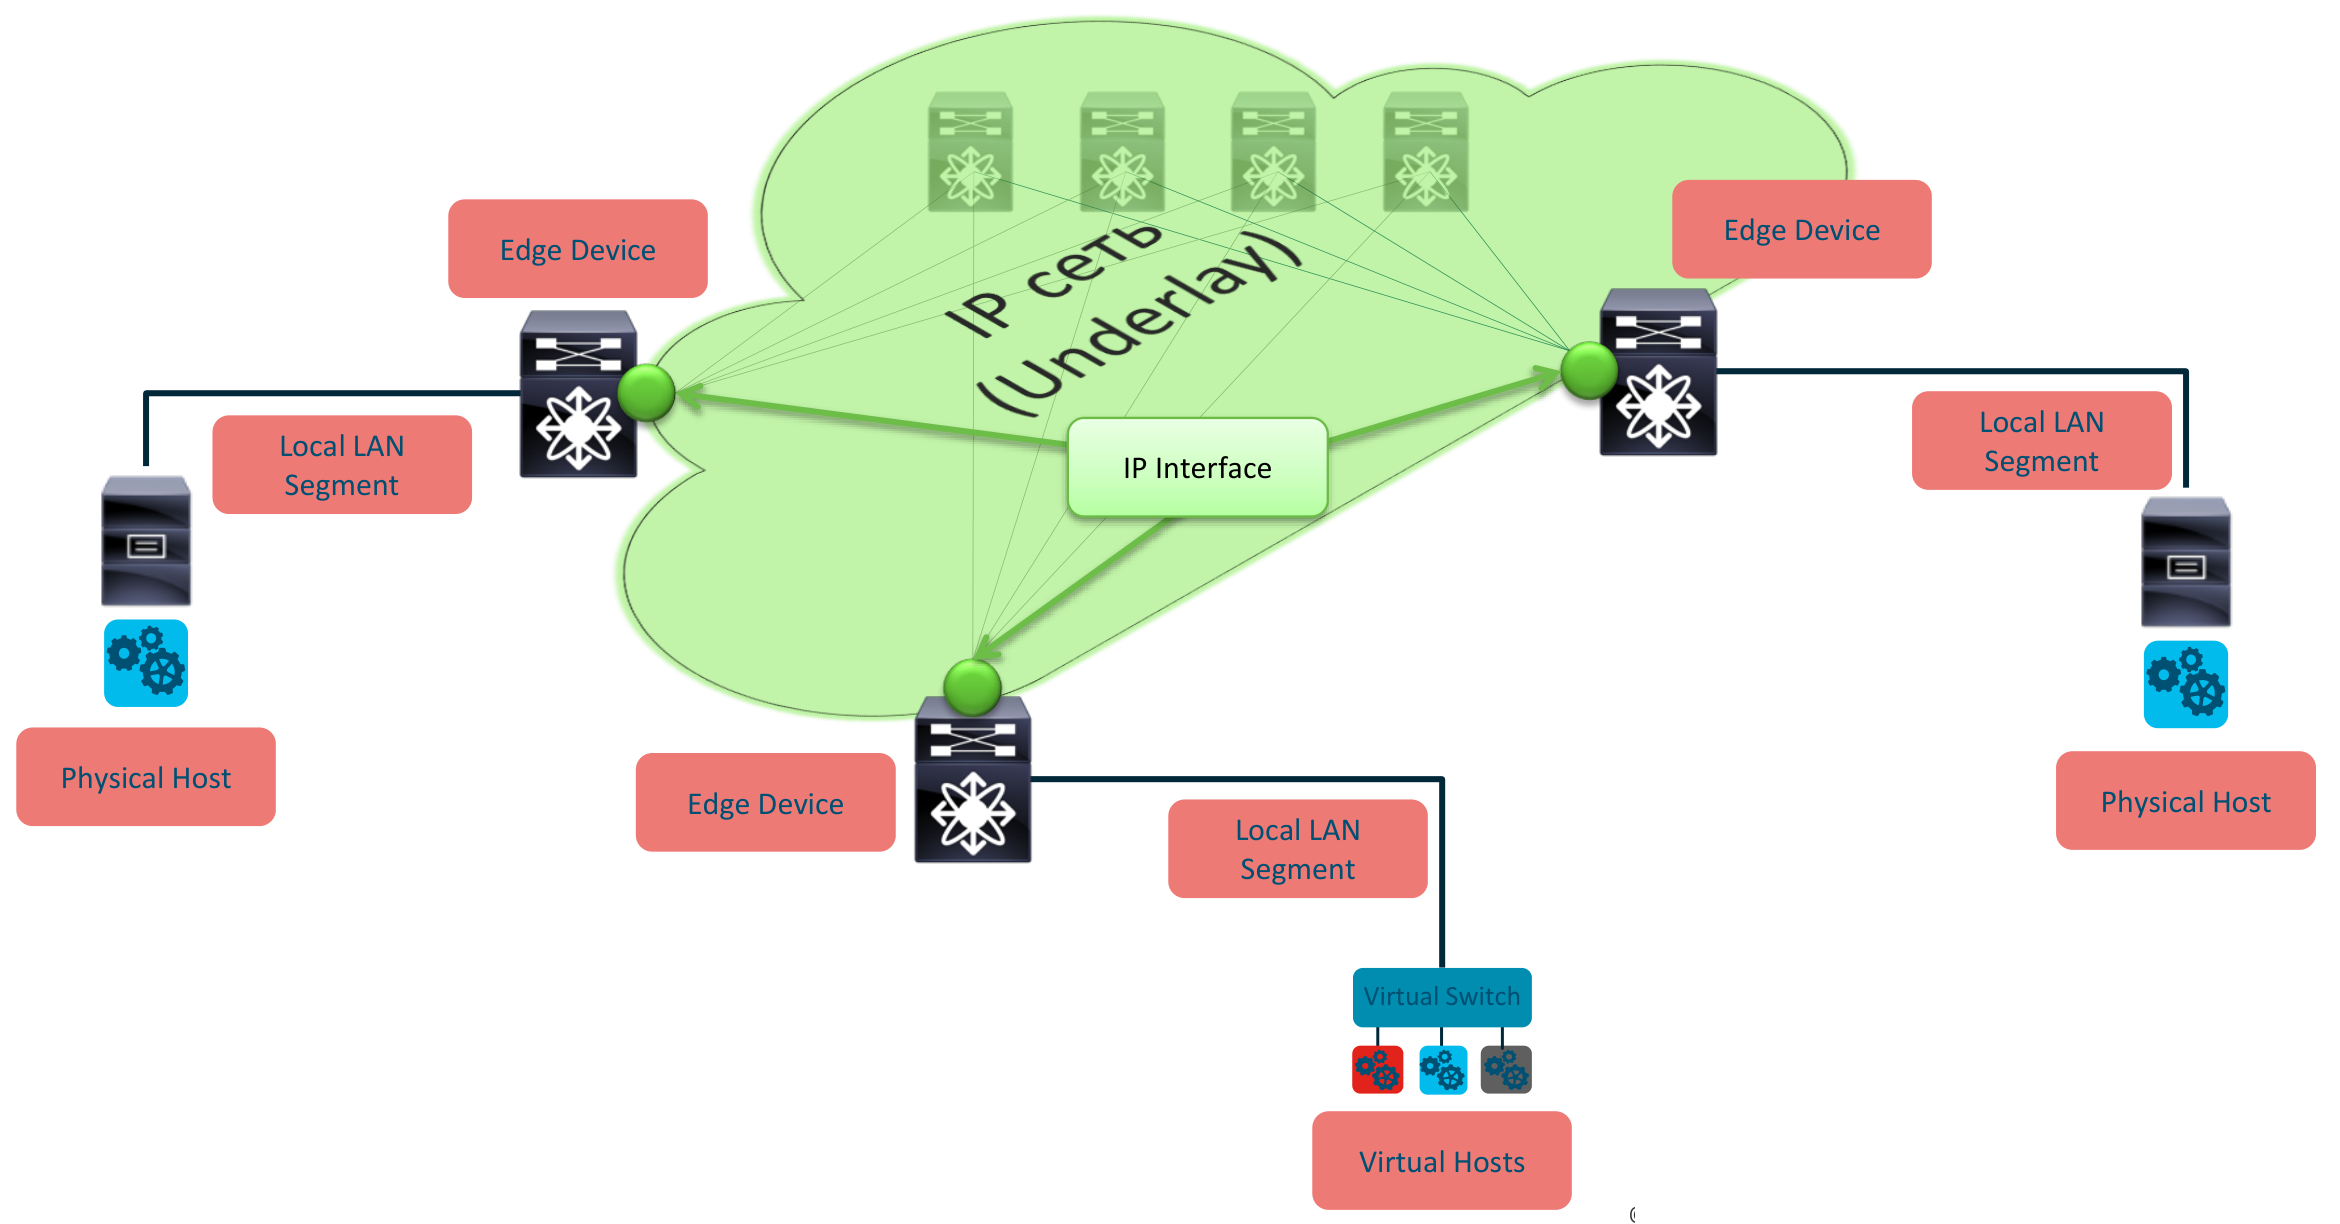 IP сеть
(Underlay)
Edge Device
Edge Device
Local LAN
Segment
Local LAN
Segment
IP Interface
Physical Host
Physical Host
Edge Device
Local LAN
Segment
Virtual Switch
Virtual Hosts